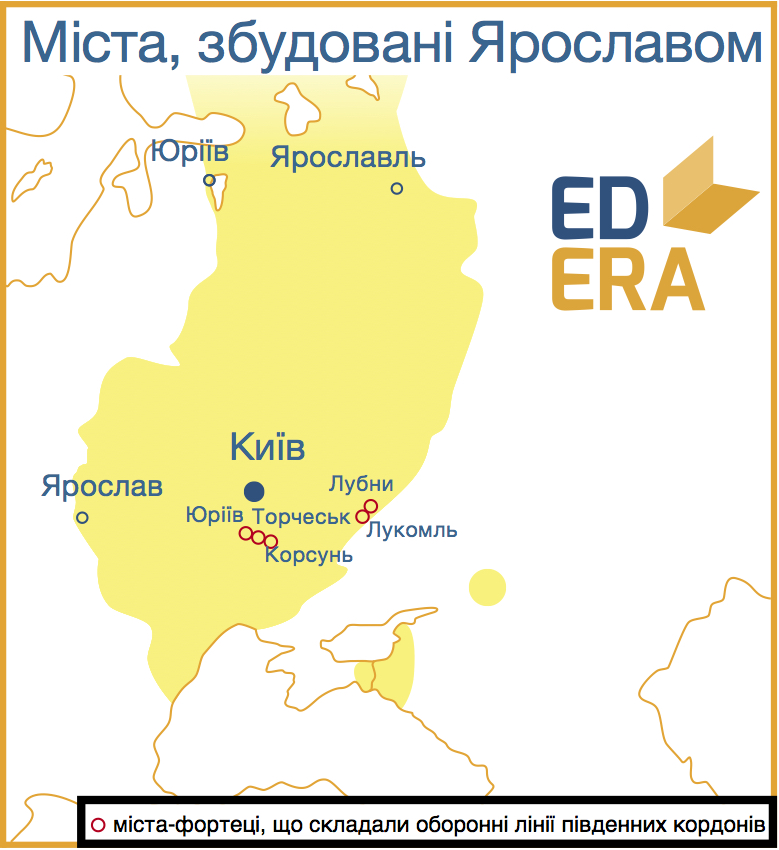 Міста, збудовані Ярославом
Юріїв
Ярославль
ED
ERA
Київ
Ярослав
Лубни
Юріїв
Торчеськ
Лукомль
Корсунь
міста-фортеці, що складали оборонні лінії південних кордонів